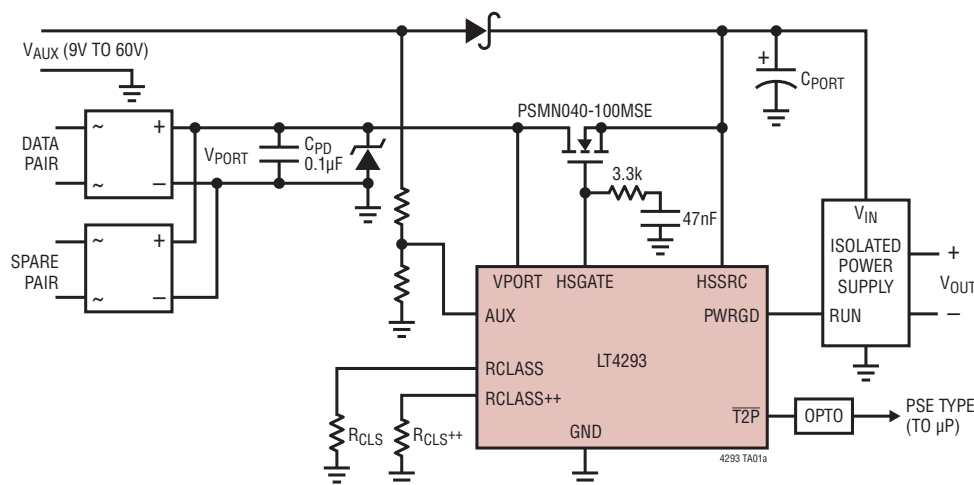 VAUX (9V TO 60V)
DATA
PAIR
~
+
~
−
VPORT
CPD
0.1µF
PSMN040-100MSE
+
CPORT
3.3k
47nF
SPARE
PAIR
~
+
~
−
VPORT
HSGATE
HSSRC
AUX
PWRGD
LT4293
RCLASS
RCLASS++
T2P
GND
VIN
ISOLATED
POWER
SUPPLY
RUN
+
VOUT
−
RCLS
RCLS++
OPTO
PSE TYPE
(TO µP)
4293 TA01a